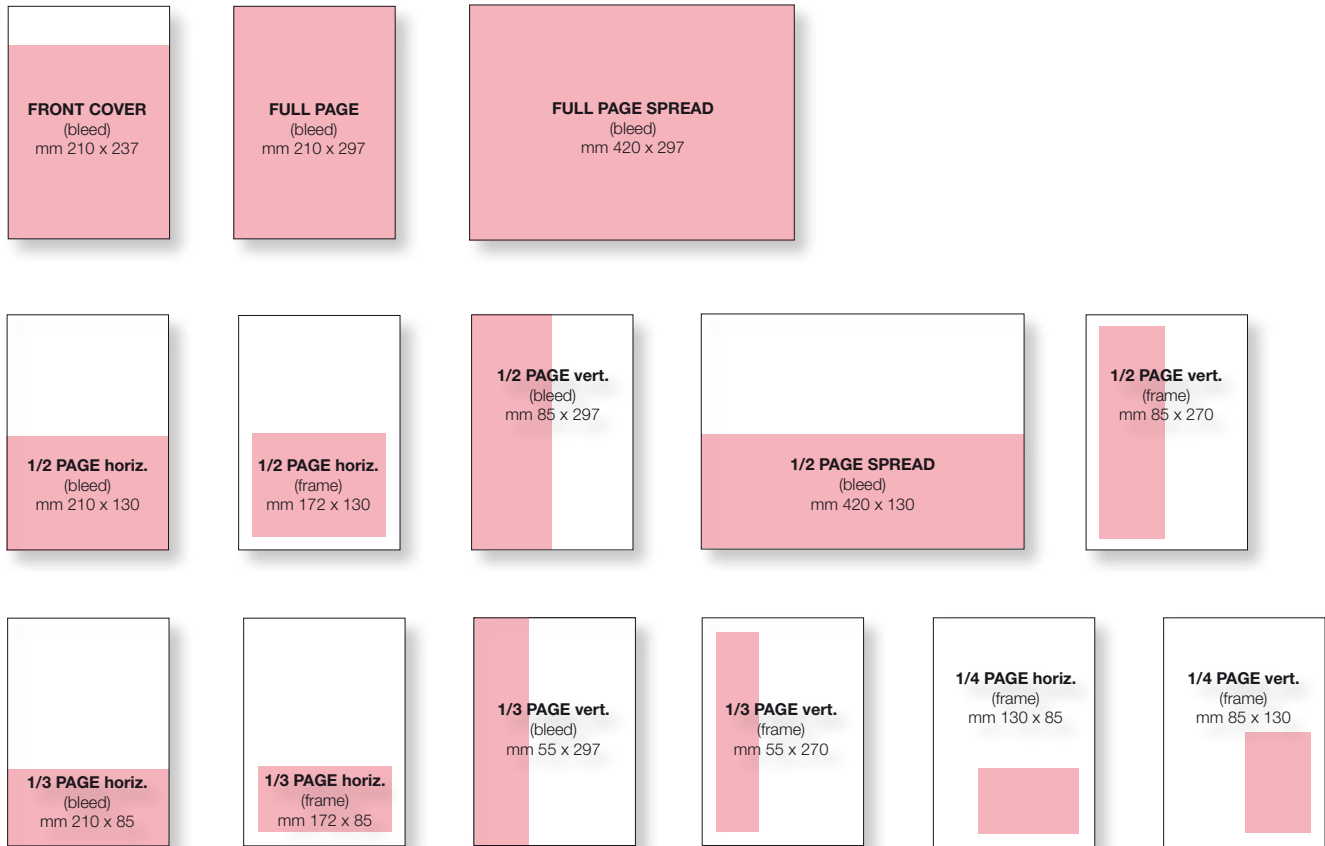 FRONT COVER
(bleed)
mm 210 x 237
FULL PAGE
(bleed)
mm 210 x 297
FULL PAGE SPREAD
(bleed)
mm 420 x 297
1/2 PAGE horiz.
(bleed)
mm 210 x 130
1/2 PAGE horiz.
(frame)
mm 172 x 130
1/2 PAGE vert.
(bleed)
mm 85 x 297
1/2 PAGE SPREAD
(bleed)
mm 420 x 130
1/2 PAGE vert.
(frame)
mm 85 x 270
1/3 PAGE horiz.
(bleed)
mm 210 x 85
1/3 PAGE horiz.
(frame)
mm 172 x 85
1/3 PAGE vert.
(bleed)
mm 55 x 297
1/3 PAGE vert.
(frame)
mm 55 x 270
1/4 PAGE horiz.
(frame)
mm 130 x 85
1/4 PAGE vert.
(frame)
mm 85 x 130